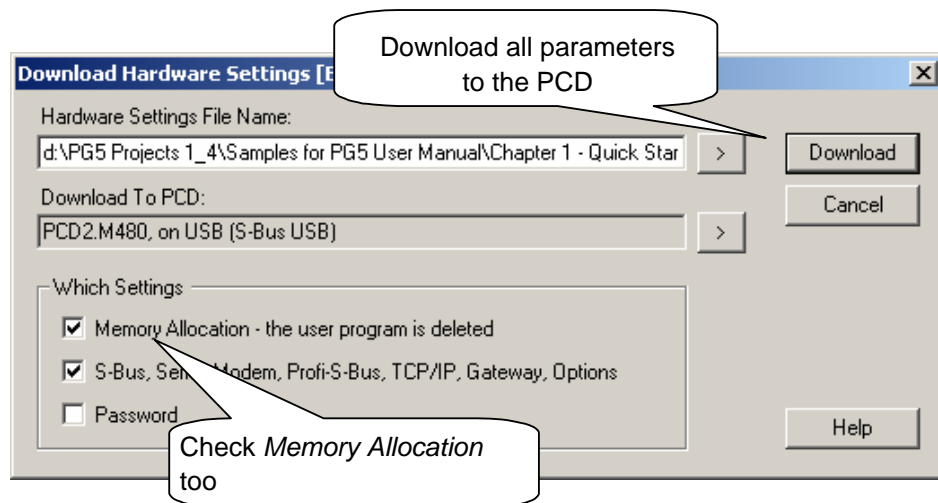 Download all parameters
to the PCD
Download Hardware Settings [
Hardware Settings File Name:
d:\PG5 Projects 1_4\Samples for PG5 User Manual\Chapter 1 - Quick Star
>
Download
Download To PCD:
Cancel
PCD2.M480, on USB (S-Bus USB)
>
Which Settings
Memory Allocation - the user program is deleted
S-Bus, Modem, Profi-S-Bus, TCP/IP, Gateway, Options
Password
Check Memory Allocation
too
Help